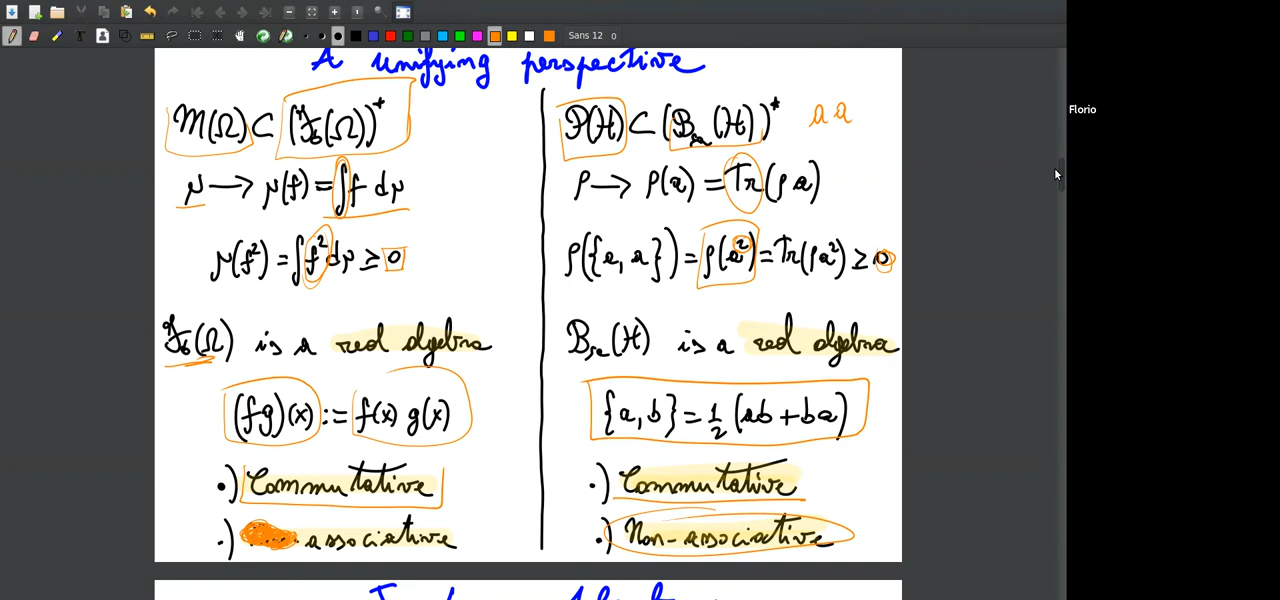 Sans 12
A unifying perspective
M(Ω) ⊂ (F_b(Ω))*
μ → μ(f) = ∫ f dμ
μ(f²) = ∫ f² dμ ≥ 0
F_b(Ω) is a real algebra
(fg)(x) := f(x) g(x)
·) Commutative
·) associative
P(H) ⊂ (B_sa(H))* a a
ρ → ρ(a) = Tr(ρ a)
ρ({a, a}) = ρ(a²) = Tr(ρ a²) ≥ 0
B_sa(H) is a real algebra
{a, b} = 1/2 (ab + ba)
·) Commutative
·) Non-associative
Florio